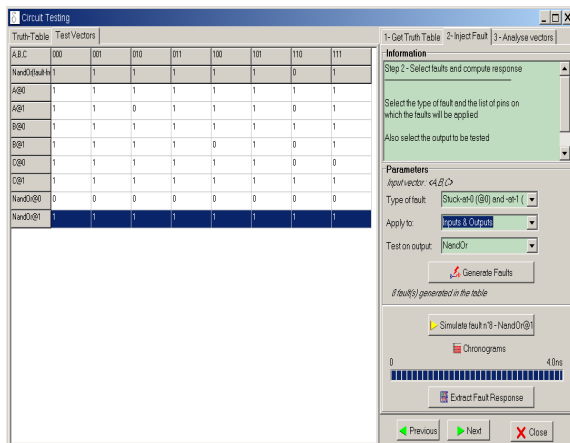 Circuit Testing
Truth-Table Test Vectors
A,B,C 000 001 010 011 100 101 110 111
NandOr(fault-fr 1 1 1 1 1 1 0 1
A@0 1 1 1 1 1 1 1 1
A@1 1 1 0 1 1 1 0 1
B@0 1 1 1 1 1 1 1 1
B@1 1 1 1 1 0 1 0 1
C@0 1 1 1 1 1 1 0 0
C@1 1 1 1 1 1 1 1 1
NandOr@0 0 0 0 0 0 0 0 0
NandOr@1 1 1 1 1 1 1 1 1
1- Get Truth Table 2- Inject Fault 3 - Analyse vectors
Information
Step 2 - Select faults and compute response
Select the type of fault and the list of pins on
which the faults will be applied
Also select the output to be tested
Parameters
Input vector: <A,B,C>
Type of fault: Stuck-at-0 (@0) and -at-1 (
Apply to: Inputs & Outputs
Test on output: NandOr
Generate Faults
8 fault(s) generated in the table
Simulate fault n°8 - NandOr@1
Chronograms
0 4.0ns
Extract Fault Response
Previous Next Close